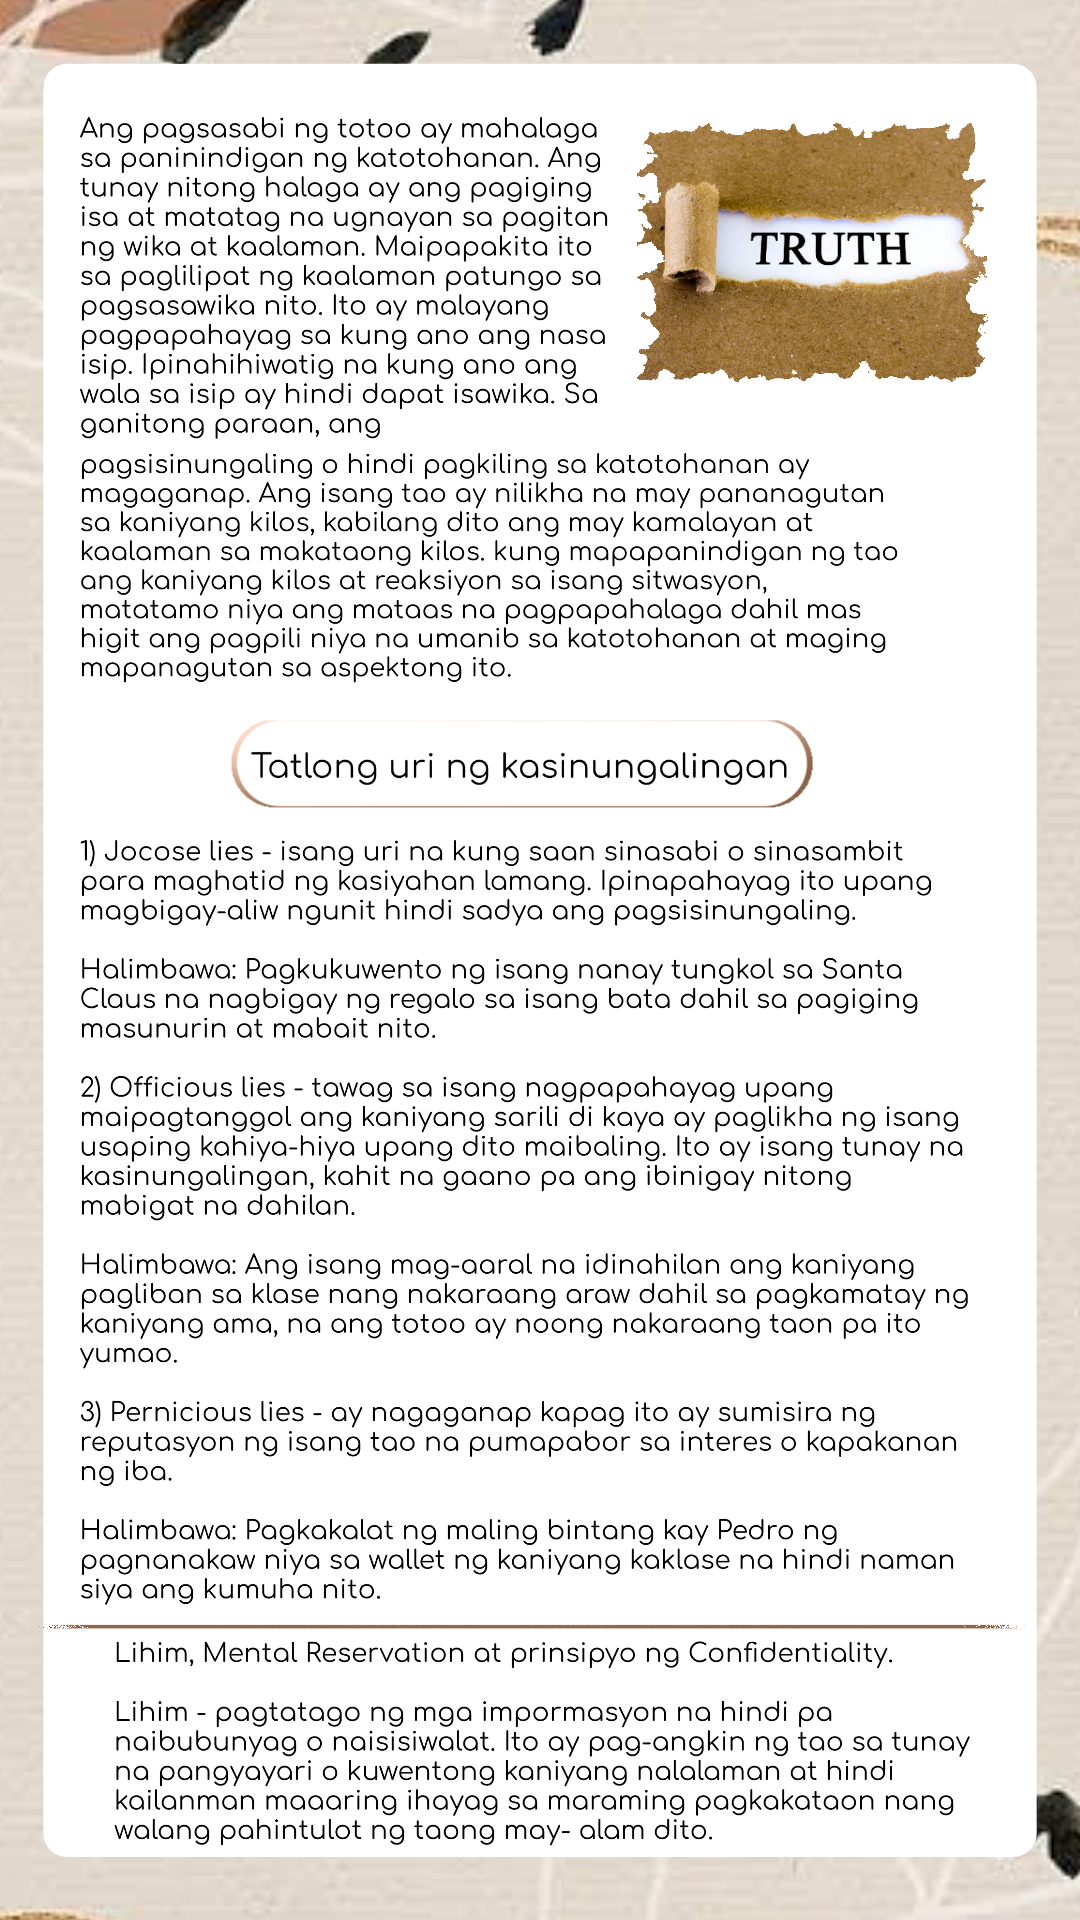 Ang pagsasabi ng totoo ay mahalaga
sa paninindigan ng katotohanan. Ang
tunay nitong halaga ay ang pagiging
isa at matatag na ugnayan sa pagitan
ng wika at kaalaman. Maipapakita ito
sa paglilipat ng kaalaman patungo sa
pagsasawika nito. Ito ay malayang
pagpapahayag sa kung ano ang nasa
isip. Ipinahihiwatig na kung ano ang
wala sa isip ay hindi dapat isawika. Sa
ganitong paraan, ang
TRUTH
pagsisinungaling o hindi pagkiling sa katotohanan ay
magaganap. Ang isang tao ay nilikha na may pananagutan
sa kaniyang kilos, kabilang dito ang may kamalayan at
kaalaman sa makataong kilos. kung mapapanindigan ng tao
ang kaniyang kilos at reaksiyon sa isang sitwasyon,
matatamo niya ang mataas na pagpapahalaga dahil mas
higit ang pagpili niya na umanib sa katotohanan at maging
mapanagutan sa aspektong ito.
Tatlong uri ng kasinungalingan
1) Jocose lies - isang uri na kung saan sinasabi o sinasambit
para maghatid ng kasiyahan lamang. Ipinapahayag ito upang
magbigay-aliw ngunit hindi sadya ang pagsisinungaling.
Halimbawa: Pagkukuwento ng isang nanay tungkol sa Santa
Claus na nagbigay ng regalo sa isang bata dahil sa pagiging
masunurin at mabait nito.
2) Officious lies - tawag sa isang nagpapahayag upang
maipagtanggol ang kaniyang sarili di kaya ay paglikha ng isang
usaping kahiya-hiya upang dito maibaling. Ito ay isang tunay na
kasinungalingan, kahit na gaano pa ang ibinigay nitong
mabigat na dahilan.
Halimbawa: Ang isang mag-aaral na idinahilan ang kaniyang
pagliban sa klase nang nakaraang araw dahil sa pagkamatay ng
kaniyang ama, na ang totoo ay noong nakaraang taon pa ito
yumao.
3) Pernicious lies - ay nagaganap kapag ito ay sumisira ng
reputasyon ng isang tao na pumapabor sa interes o kapakanan
ng iba.
Halimbawa: Pagkakalat ng maling bintang kay Pedro ng
pagnanakaw niya sa wallet ng kaniyang kaklase na hindi naman
siya ang kumuha nito.
Lihim, Mental Reservation at prinsipyo ng Confidentiality.
Lihim - pagtatago ng mga impormasyon na hindi pa
naibubunyag o naisisiwalat. Ito ay pag-angkin ng tao sa tunay
na pangyayari o kuwentong kaniyang nalalaman at hindi
kailanman maaaring ihayag sa maraming pagkakataon nang
walang pahintulot ng taong may- alam dito.